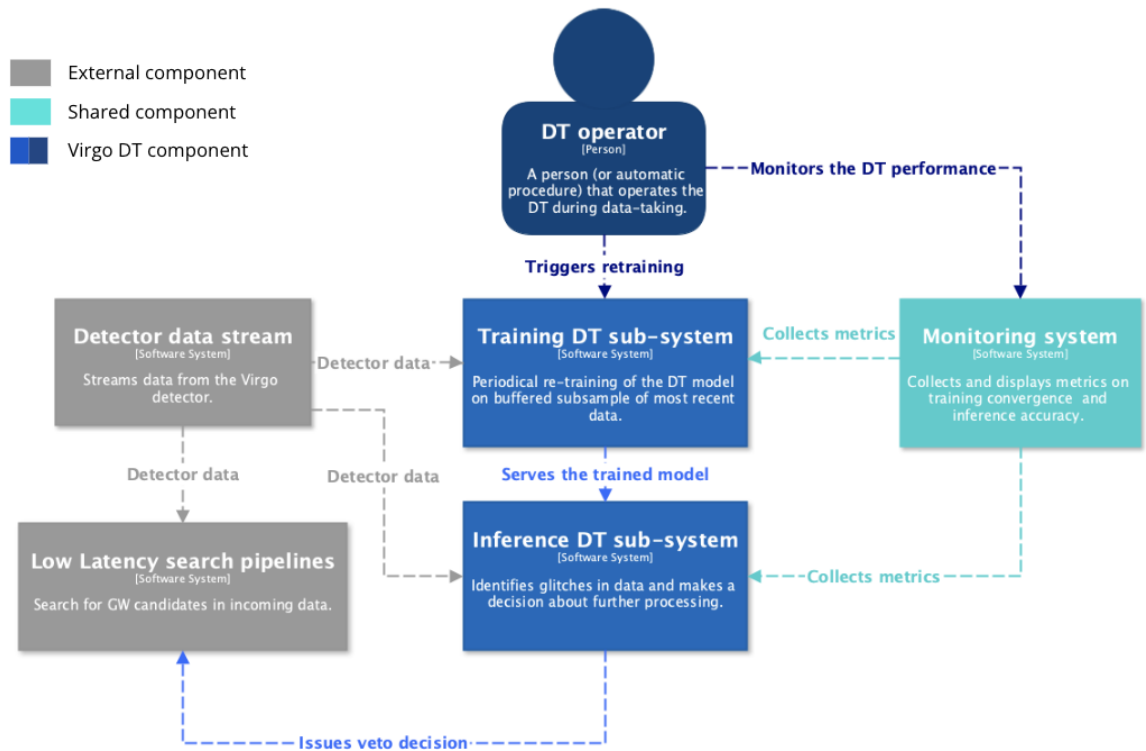 External component
Shared component
Virgo DT component
DT operator
[Person]
A person (or automatic
procedure) that operates the
DT during data-taking.
Monitors the DT performance
Triggers retraining
Detector data stream
[Software System]
Streams data from the Virgo
detector.
Detector data
Training DT sub-system
[Software System]
Periodical re-training of the DT model
on buffered subsample of most recent
data.
Collects metrics
Monitoring system
[Software System]
Collects and displays metrics on
training convergence and
inference accuracy.
Detector data
Detector data
Serves the trained model
Low Latency search pipelines
[Software System]
Search for GW candidates in incoming data.
Inference DT sub-system
[Software System]
Identifies glitches in data and makes a
decision about further processing.
Collects metrics
Issues veto decision